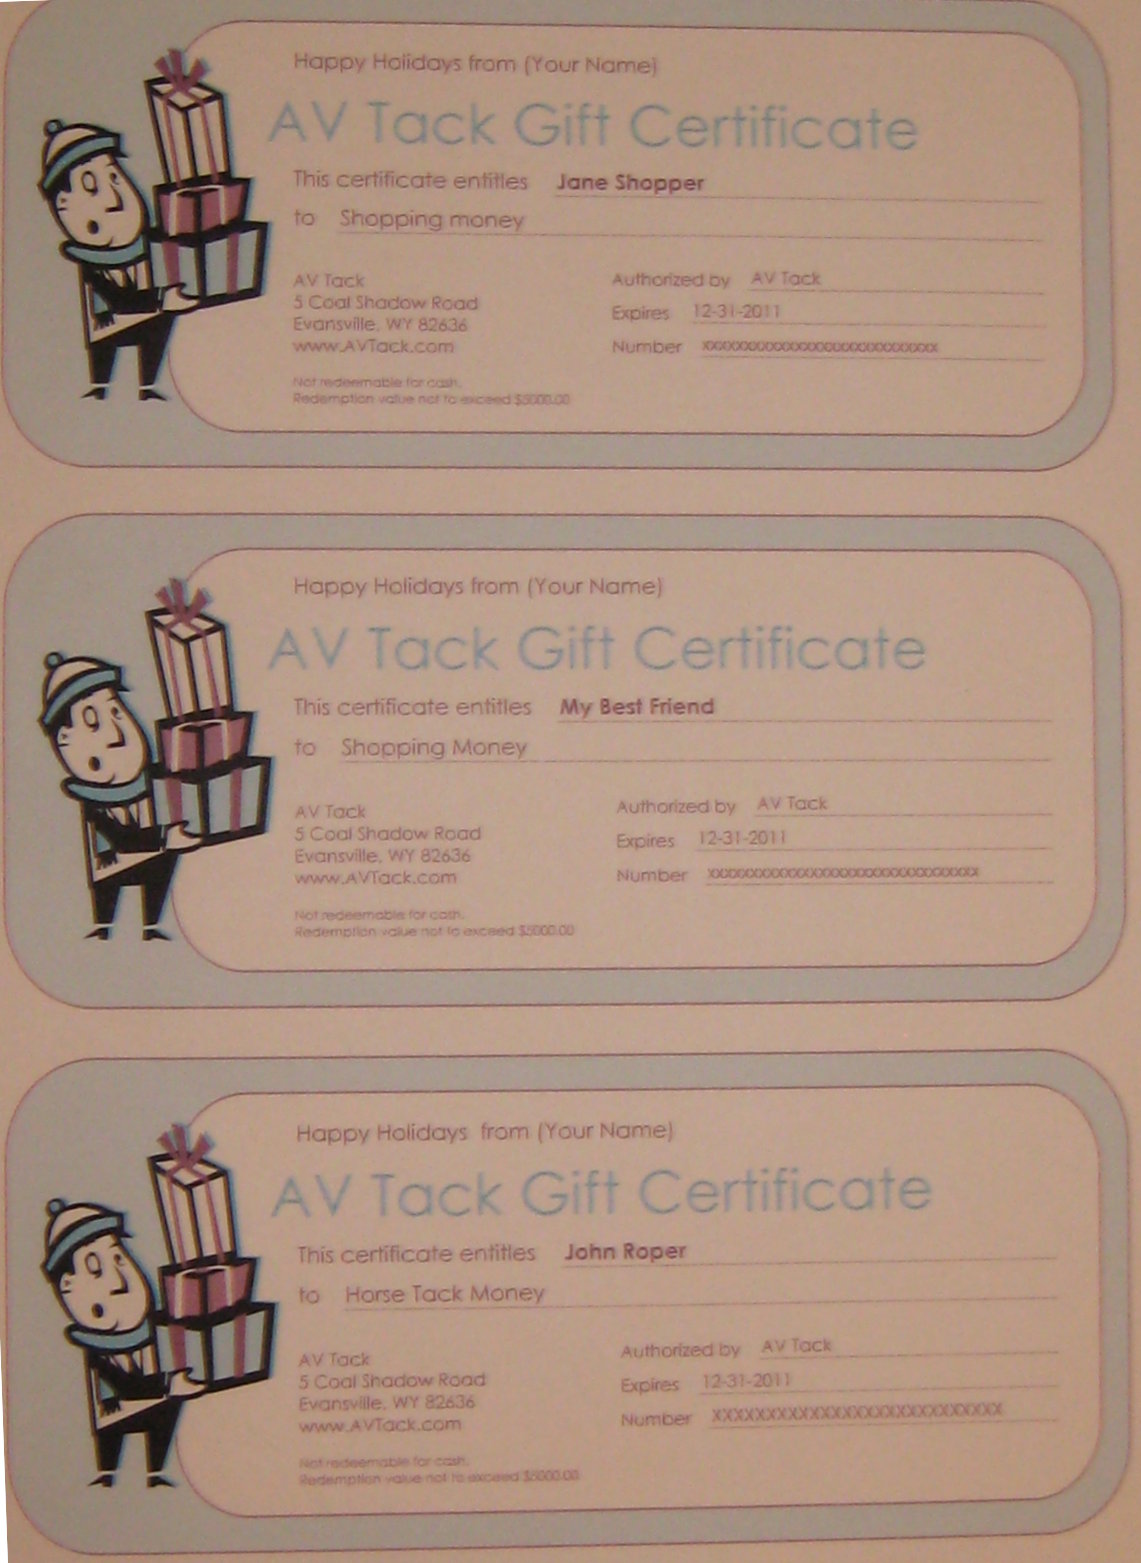 Happy Holidays from (Your Name)
AV Tack Gift Certificate
This certificate entitles Jane Shopper
to Shopping money
AV Tack
5 Coal Shadow Road
Evansville, WY 82636
www.AVTack.com
Authorized by AV Tack
Expires 12-31-2011
Number xxxxxxxxxxxxxxxxxxxxxxxxxxxxx
Not redeemable for cash.
Redemption value not to exceed $5000.00
Happy Holidays from (Your Name)
AV Tack Gift Certificate
This certificate entitles My Best Friend
to Shopping Money
AV Tack
5 Coal Shadow Road
Evansville, WY 82636
www.AVTack.com
Authorized by AV Tack
Expires 12-31-2011
Number xxxxxxxxxxxxxxxxxxxxxxxxxxxxxxxxx
Not redeemable for cash.
Redemption value not to exceed $5000.00
Happy Holidays from (Your Name)
AV Tack Gift Certificate
This certificate entitles John Roper
to Horse Tack Money
AV Tack
5 Coal Shadow Road
Evansville, WY 82636
www.AVTack.com
Authorized by AV Tack
Expires 12-31-2011
Number XXXXXXXXXXXXXXXXXXXXXXXXXXX
Not redeemable for cash.
Redemption value not to exceed $5000.00